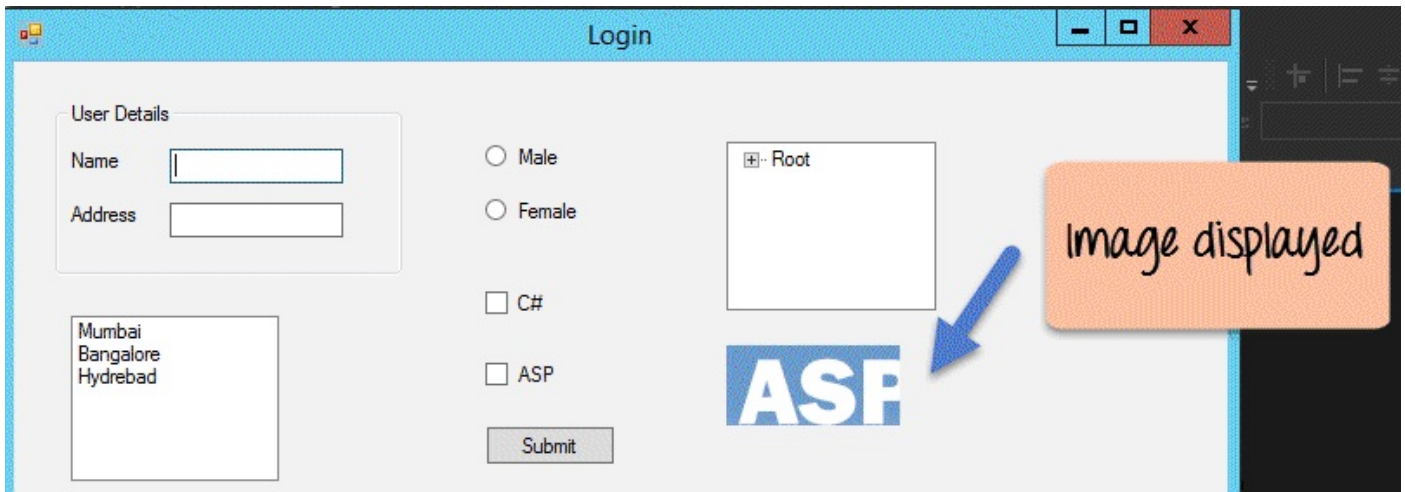 Login
User Details
Name
Address
Male
Female
Root
Image displayed
C#
ASP
Mumbai
Bangalore
Hydrebad
ASP
Submit